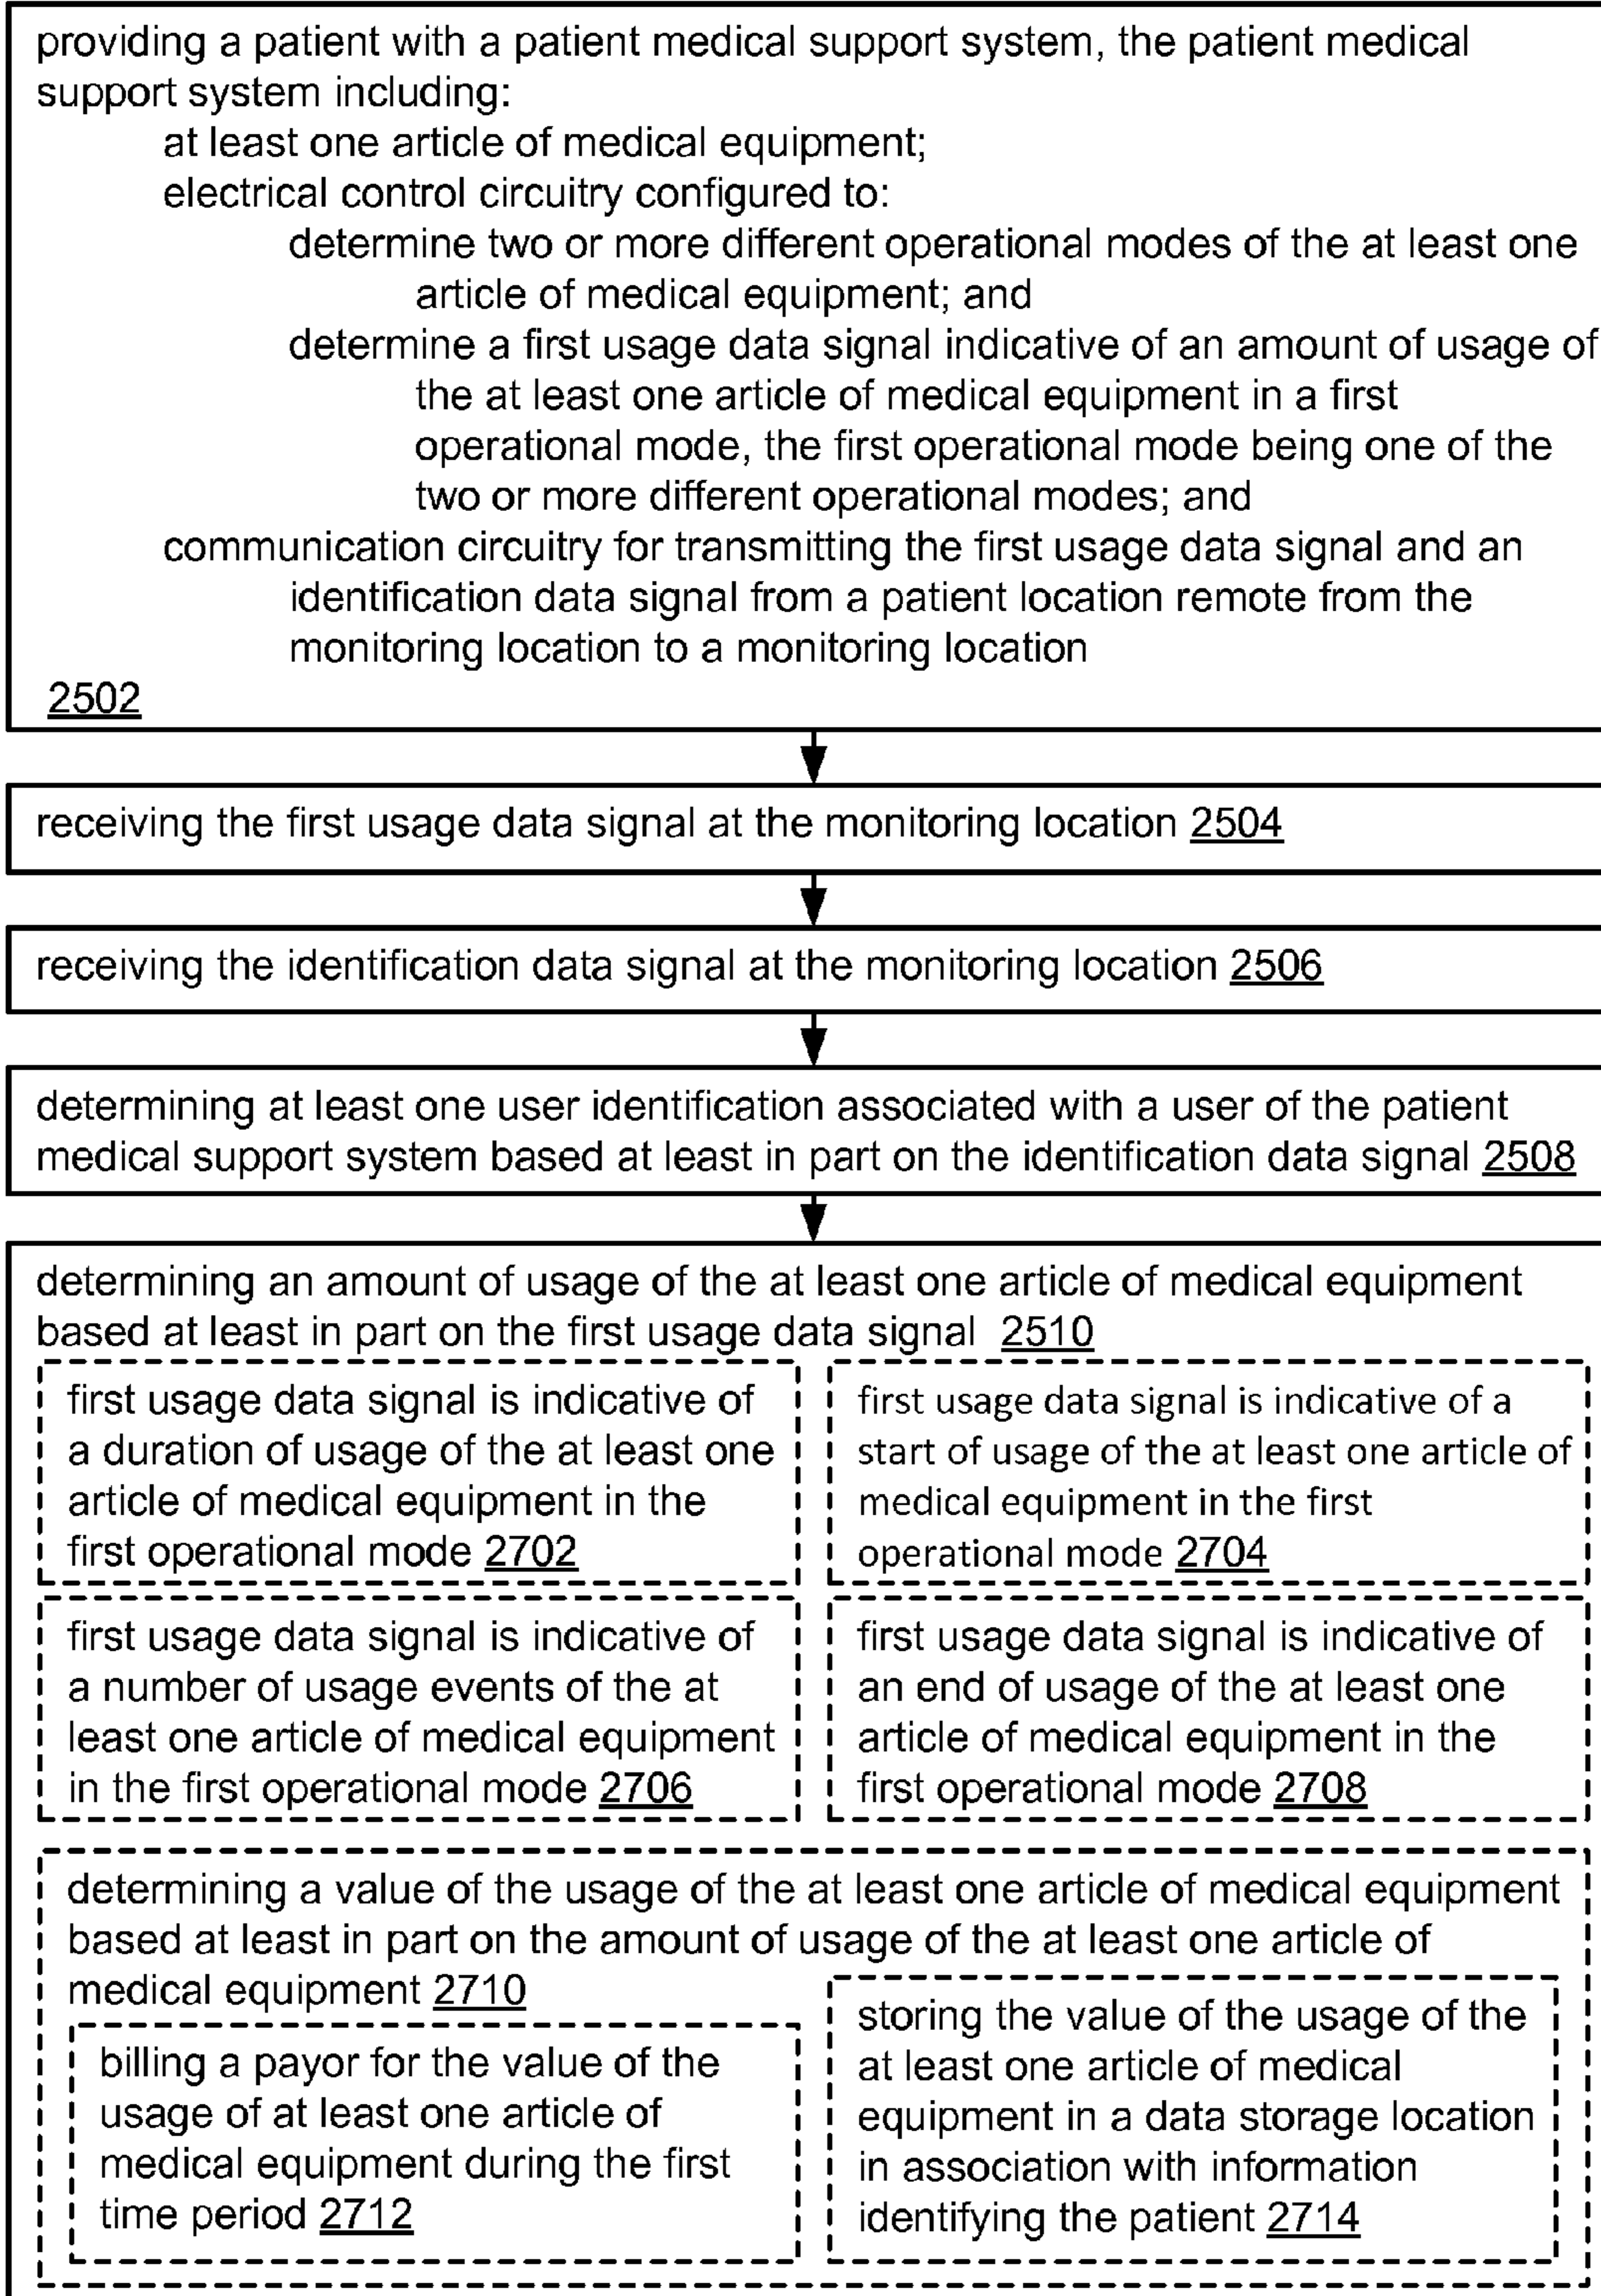 providing a patient with a patient medical support system, the patient medical
support system including:
at least one article of medical equipment;
electrical control circuitry configured to:
determine two or more different operational modes of the at least one
article of medical equipment; and
determine a first usage data signal indicative of an amount of usage of
the at least one article of medical equipment in a first
operational mode, the first operational mode being one of the
two or more different operational modes; and
communication circuitry for transmitting the first usage data signal and an
identification data signal from a patient location remote from the
monitoring location to a monitoring location
2502
receiving the first usage data signal at the monitoring location 2504
receiving the identification data signal at the monitoring location 2506
determining at least one user identification associated with a user of the patient
medical support system based at least in part on the identification data signal 2508
determining an amount of usage of the at least one article of medical equipment
based at least in part on the first usage data signal 2510
first usage data signal is indicative of
a duration of usage of the at least one
article of medical equipment in the
first operational mode 2702
first usage data signal is indicative of a
start of usage of the at least one article of
medical equipment in the first
operational mode 2704
first usage data signal is indicative of
a number of usage events of the at
least one article of medical equipment
in the first operational mode 2706
first usage data signal is indicative of
an end of usage of the at least one
article of medical equipment in the
first operational mode 2708
determining a value of the usage of the at least one article of medical equipment
based at least in part on the amount of usage of the at least one article of
medical equipment 2710
billing a payor for the value of the
usage of at least one article of
medical equipment during the first
time period 2712
storing the value of the usage of the
at least one article of medical
equipment in a data storage location
in association with information
identifying the patient 2714